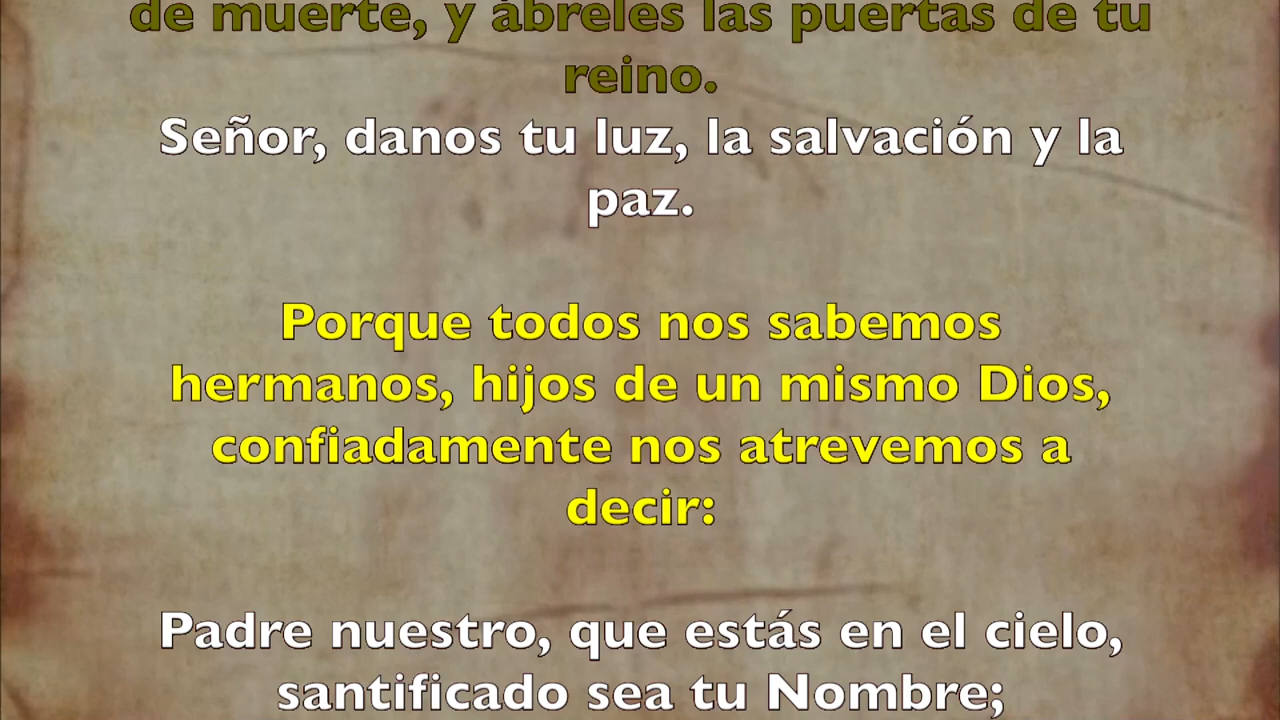 de muerte, y ábreles las puertas de tu
reino.
Señor, danos tu luz, la salvación y la
paz.
Porque todos nos sabemos
hermanos, hijos de un mismo Dios,
confiadamente nos atrevemos a
decir:
Padre nuestro, que estás en el cielo,
santificado sea tu Nombre;